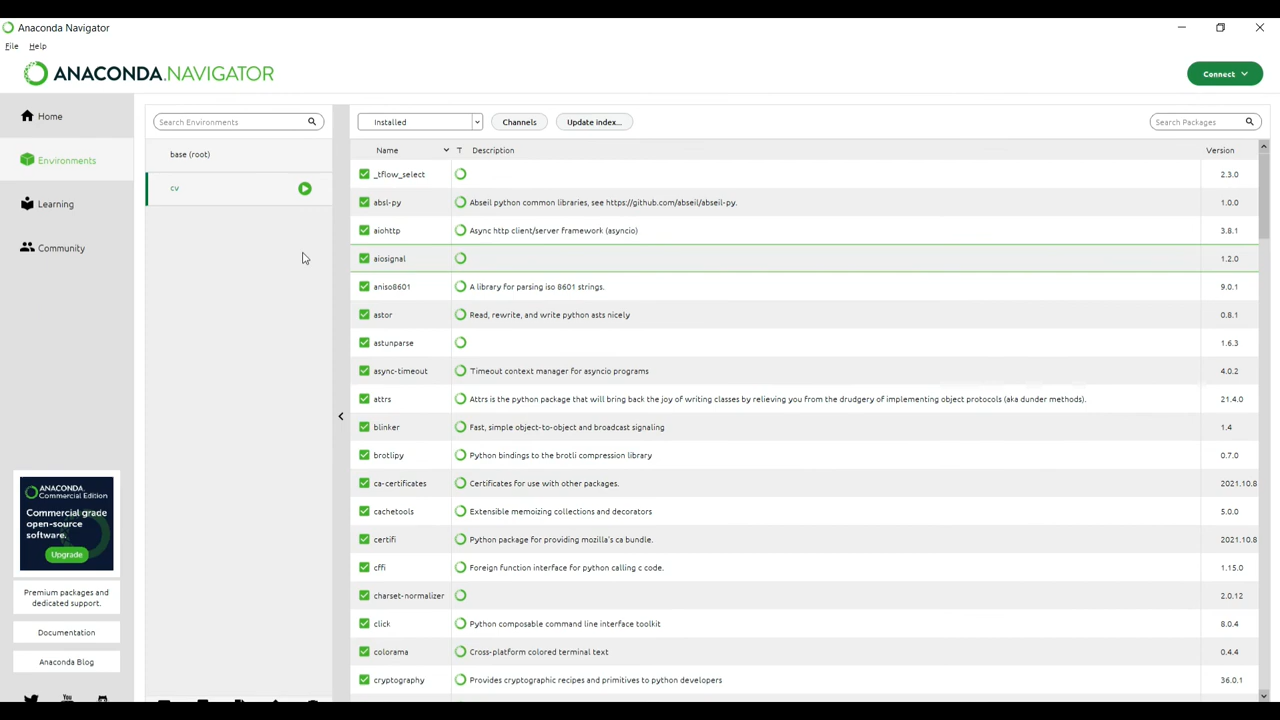 Anaconda Navigator
File Help
ANACONDA.NAVIGATOR
Connect
Home
Environments
Learning
Community
ANACONDA
Commercial Edition
Commercial grade
open-source
software.
Upgrade
Premium packages and
dedicated support.
Documentation
Anaconda Blog
Search Environments
base (root)
cv
Installed Channels Update index... Search Packages
Name T Description Version
_tflow_select 2.3.0
absl-py Abseil python common libraries, see https://github.com/abseil/abseil-py. 1.0.0
aiohttp Async http client/server framework (asyncio) 3.8.1
aiosignal 1.2.0
aniso8601 A library for parsing iso 8601 strings. 9.0.1
astor Read, rewrite, and write python asts nicely 0.8.1
astunparse 1.6.3
async-timeout Timeout context manager for asyncio programs 4.0.2
attrs Attrs is the python package that will bring back the joy of writing classes by relieving you from the drudgery of implementing object protocols (aka dunder methods). 21.4.0
blinker Fast, simple object-to-object and broadcast signaling 1.4
brotlipy Python bindings to the brotli compression library 0.7.0
ca-certificates Certificates for use with other packages. 2021.10.8
cachetools Extensible memoizing collections and decorators 5.0.0
certifi Python package for providing mozilla's ca bundle. 2021.10.8
cffi Foreign function interface for python calling c code. 1.15.0
charset-normalizer 2.0.12
click Python composable command line interface toolkit 8.0.4
colorama Cross-platform colored terminal text 0.4.4
cryptography Provides cryptographic recipes and primitives to python developers 36.0.1